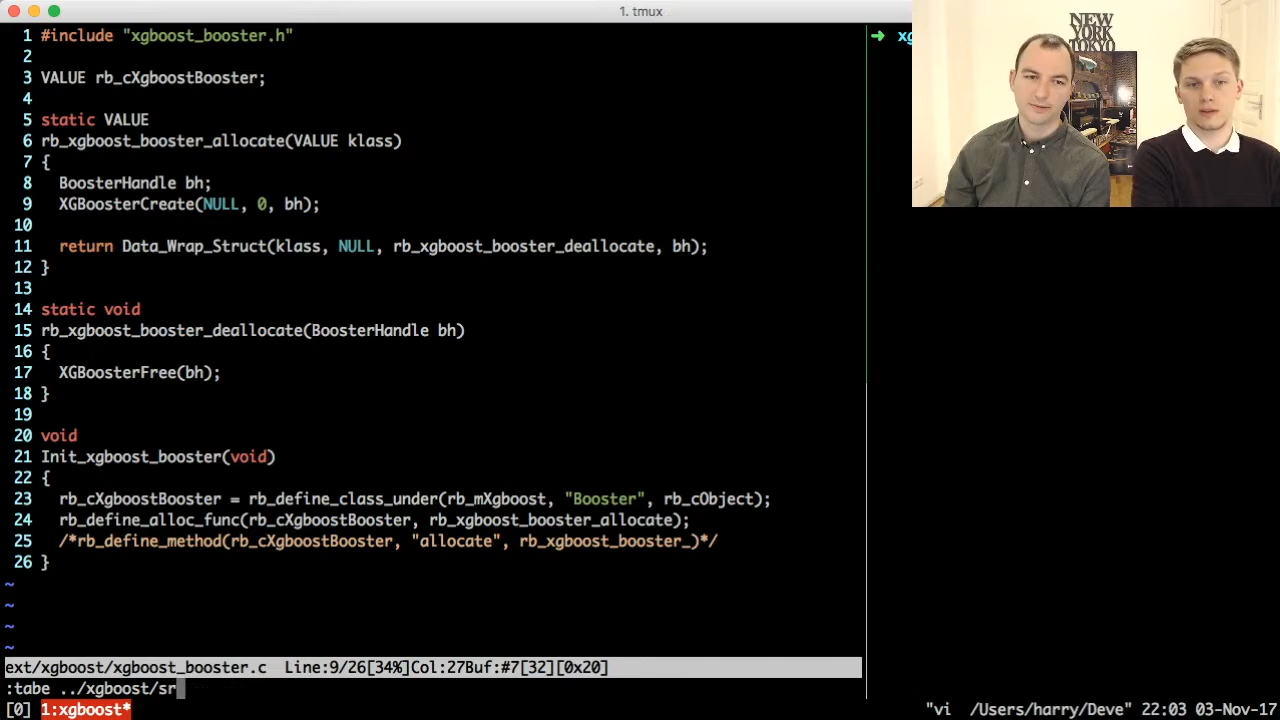 1. tmux
1 #include "xgboost_booster.h"
2
3 VALUE rb_cXgboostBooster;
4
5 static VALUE
6 rb_xgboost_booster_allocate(VALUE klass)
7 {
8   BoosterHandle bh;
9   XGBoosterCreate(NULL, 0, bh);
10
11   return Data_Wrap_Struct(klass, NULL, rb_xgboost_booster_deallocate, bh);
12 }
13
14 static void
15 rb_xgboost_booster_deallocate(BoosterHandle bh)
16 {
17   XGBoosterFree(bh);
18 }
19
20 void
21 Init_xgboost_booster(void)
22 {
23   rb_cXgboostBooster = rb_define_class_under(rb_mXgboost, "Booster", rb_cObject);
24   rb_define_alloc_func(rb_cXgboostBooster, rb_xgboost_booster_allocate);
25   /*rb_define_method(rb_cXgboostBooster, "allocate", rb_xgboost_booster_)*/
26 }
~
~
~
~
ext/xgboost/xgboost_booster.c  Line:9/26[34%]Col:27Buf:#7[32][0x20]
:tabe ../xgboost/sr
[0] 1:xgboost*
"vi  /Users/harry/Deve" 22:03 03-Nov-17
➜ xg
NEW
YORK
TOKYO